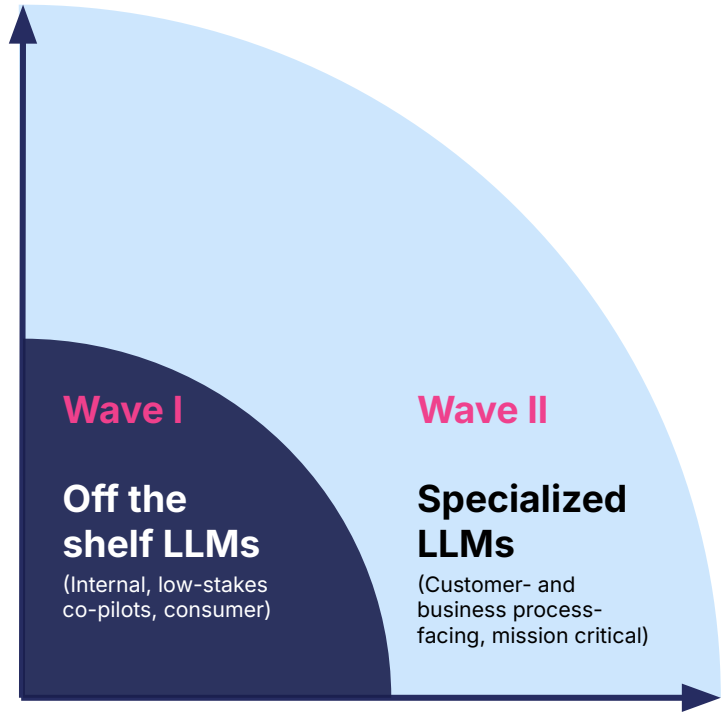 Wave I
Off the
shelf LLMs
(Internal, low-stakes
co-pilots, consumer)
Wave II
Specialized
LLMs
(Customer- and
business process-
facing, mission critical)